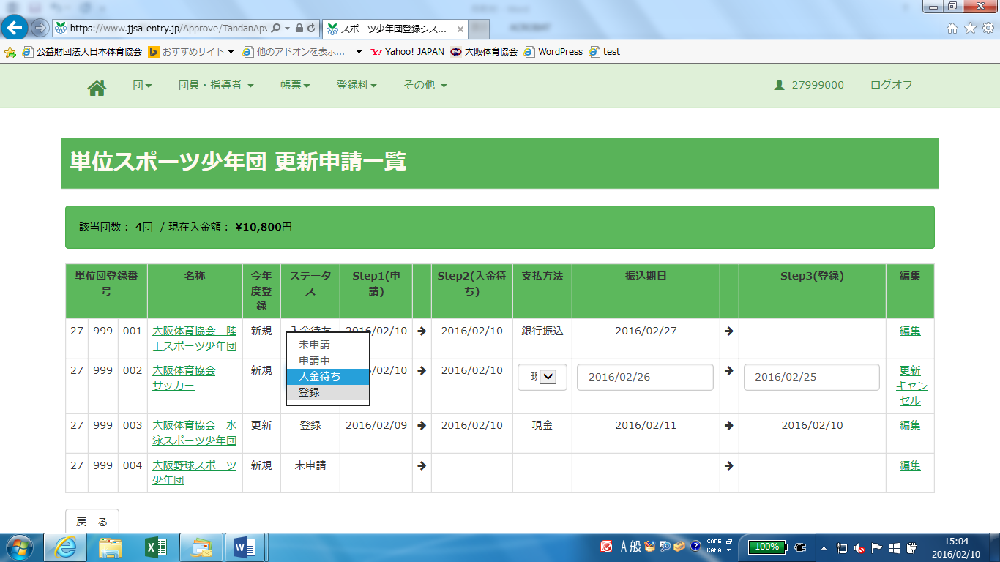 https://www.jjsa-entry.jp/Approve/TandanApv
スポーツ少年団登録シス...
公益財団法人日本体育協会 おすすめサイト 他のアドオンを表示... Yahoo! JAPAN 大阪体育協会 WordPress test
団 団員・指導者 帳票 登録料 その他 27999000 ログオフ
単位スポーツ少年団 更新申請一覧
該当団数： 4団 / 現在入金額： ¥10,800円
単位団登録番号 名称 今年度登録 ステータス Step1(申請) Step2(入金待ち) 支払方法 振込期日 Step3(登録) 編集
27 999 001 大阪体育協会 陸上スポーツ少年団 新規 入金待ち 2016/02/10 → 2016/02/10 銀行振込 2016/02/27 → 編集
27 999 002 大阪体育協会 サッカー 新規 /02/10 → 2016/02/10 2016/02/26 → 2016/02/25 更新 キャンセル
未申請
申請中
入金待ち
登録
27 999 003 大阪体育協会 水泳スポーツ少年団 更新 登録 2016/02/09 → 2016/02/10 現金 2016/02/11 → 2016/02/10 編集
27 999 004 大阪野球スポーツ少年団 新規 未申請 → → 編集
戻 る
A 般 CAPS KANA 100% 15:04
2016/02/10